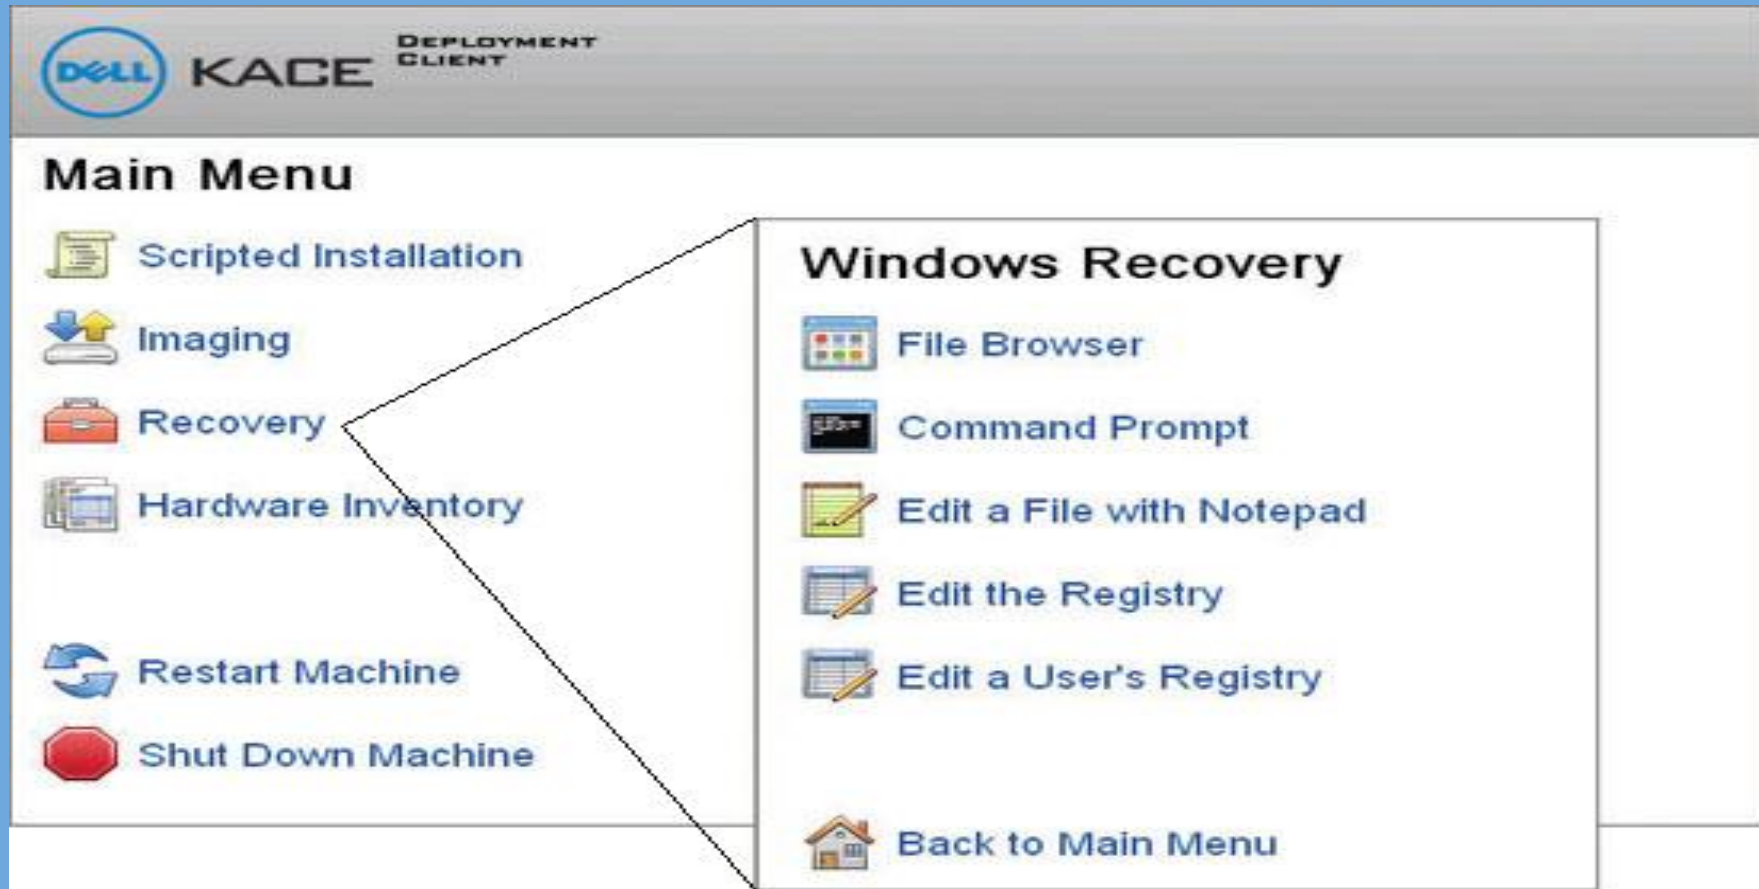 DELL KACE DEPLOYMENT
CLIENT
Main Menu
Scripted Installation
Imaging
Recovery
Hardware Inventory
Restart Machine
Shut Down Machine
Windows Recovery
File Browser
Command Prompt
Edit a File with Notepad
Edit the Registry
Edit a User's Registry
Back to Main Menu